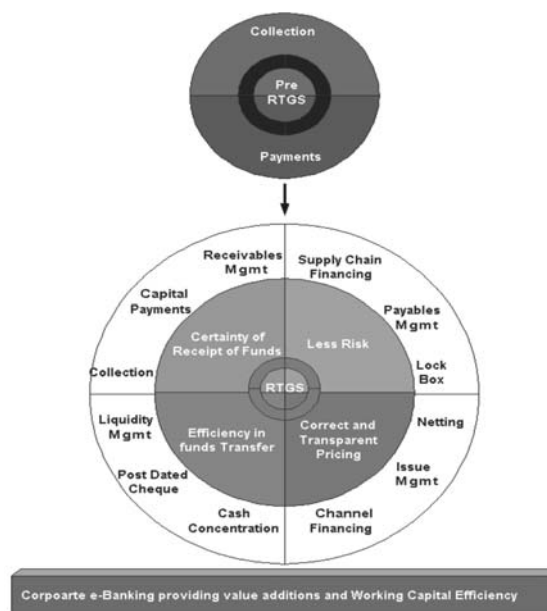 Collection
Pre
RTGS
Payments
Receivables
Mgmt
Supply Chain
Financing
Capital
Payments
Payables
Mgmt
Certainty of
Receipt of Funds
Less Risk
Collection
Lock
Box
RTGS
Liquidity
Mgmt
Efficiency in
funds Transfer
Correct and
Transparent
Pricing
Netting
Post Dated
Cheque
Issue
Mgmt
Cash
Concentration
Channel
Financing
Corpoarte e-Banking providing value additions and Working Capital Efficiency